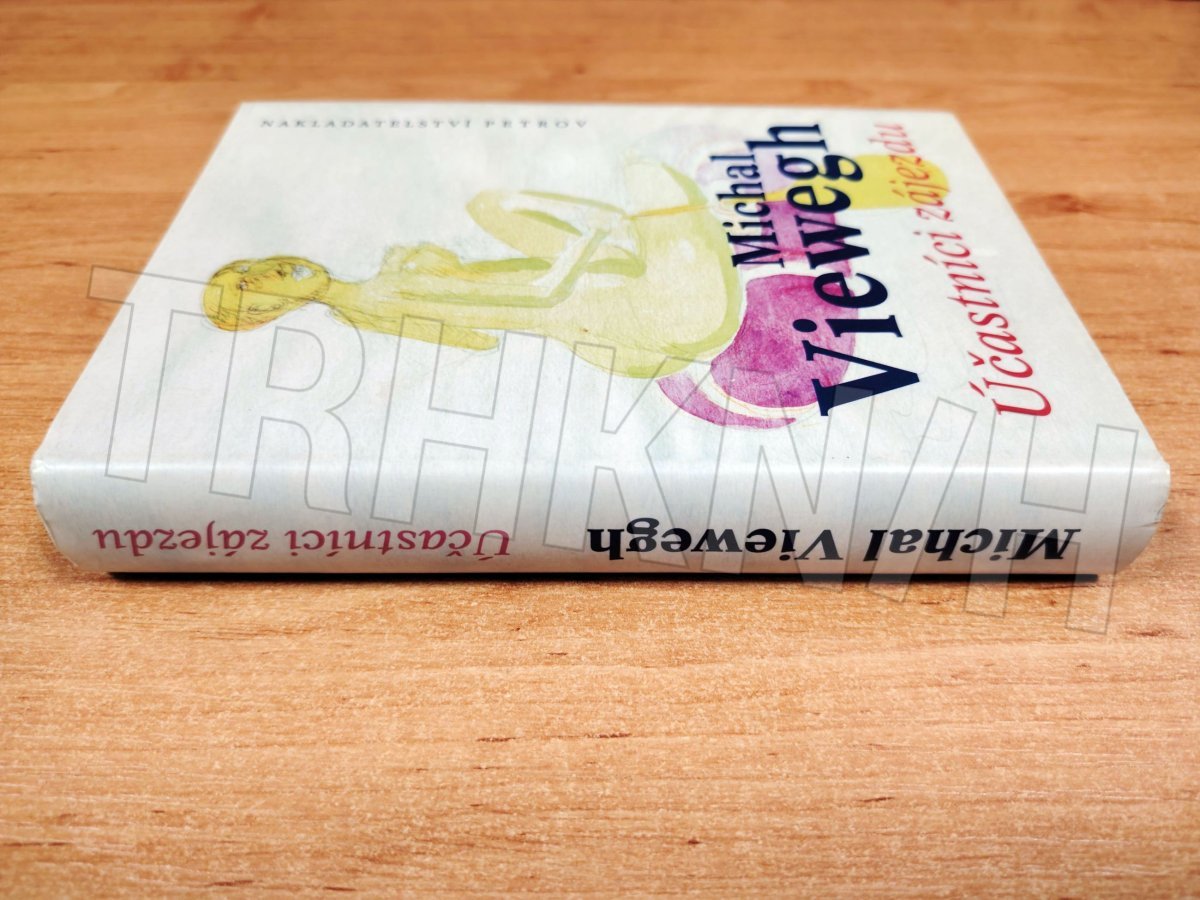 NAKLADATELSTVÍ PETROV
Michal
Viewegh
Účastníci zájezdu
Michal Viewegh
Účastníci zájezdu
TRHKNIH